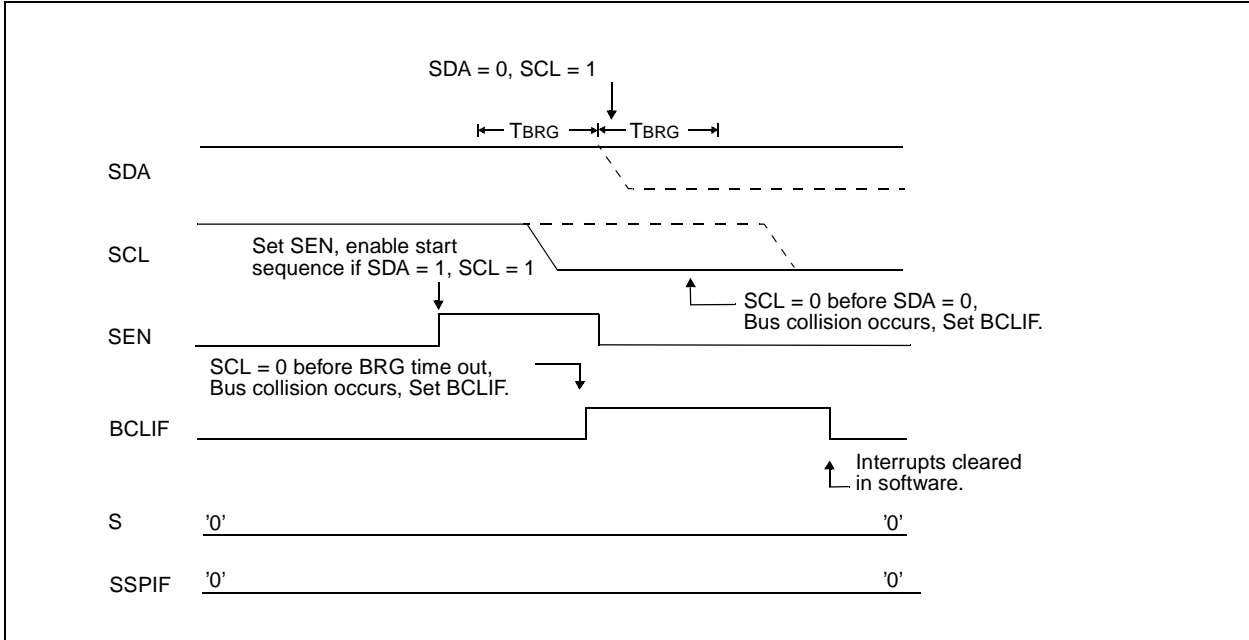 SDA = 0, SCL = 1
TBRG TBRG
SDA
SCL
Set SEN, enable start
sequence if SDA = 1, SCL = 1
SCL = 0 before SDA = 0,
Bus collision occurs, Set BCLIF.
SEN
SCL = 0 before BRG time out,
Bus collision occurs, Set BCLIF.
BCLIF
Interrupts cleared
in software.
S '0' '0'
SSPIF '0' '0'